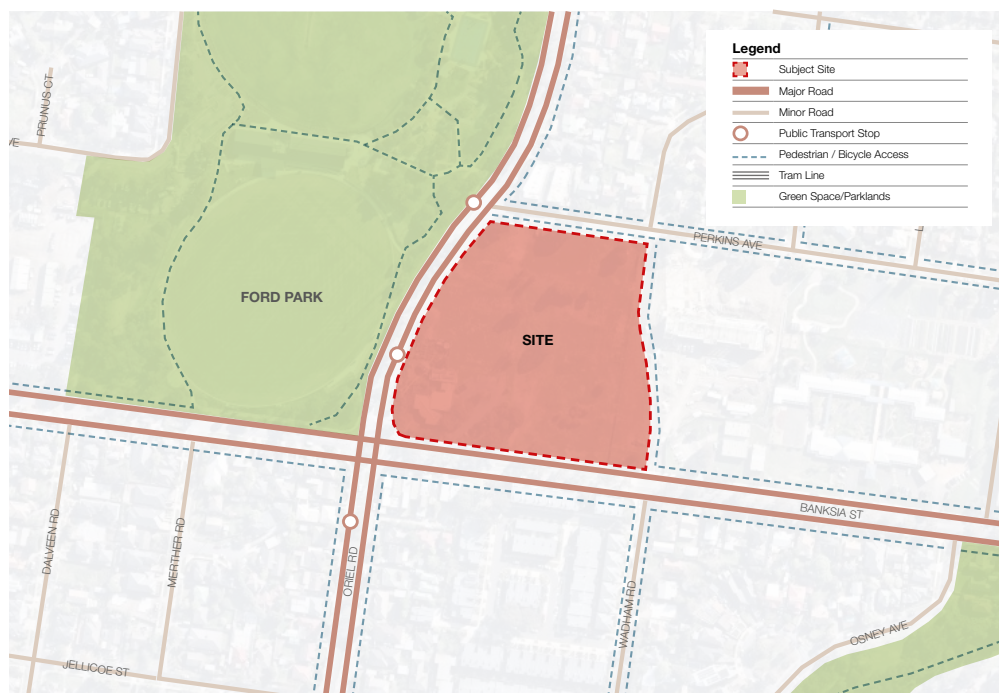 Legend
Subject Site
Major Road
Minor Road
Public Transport Stop
Pedestrian / Bicycle Access
Tram Line
Green Space/Parklands
PRUNUS CT
VE
PERKINS AVE
FORD PARK
SITE
BANKSIA ST
DALVEEN RD
MERTHER RD
ORIEL RD
WADHAM RD
OSNEY AVE
JELLICOE ST